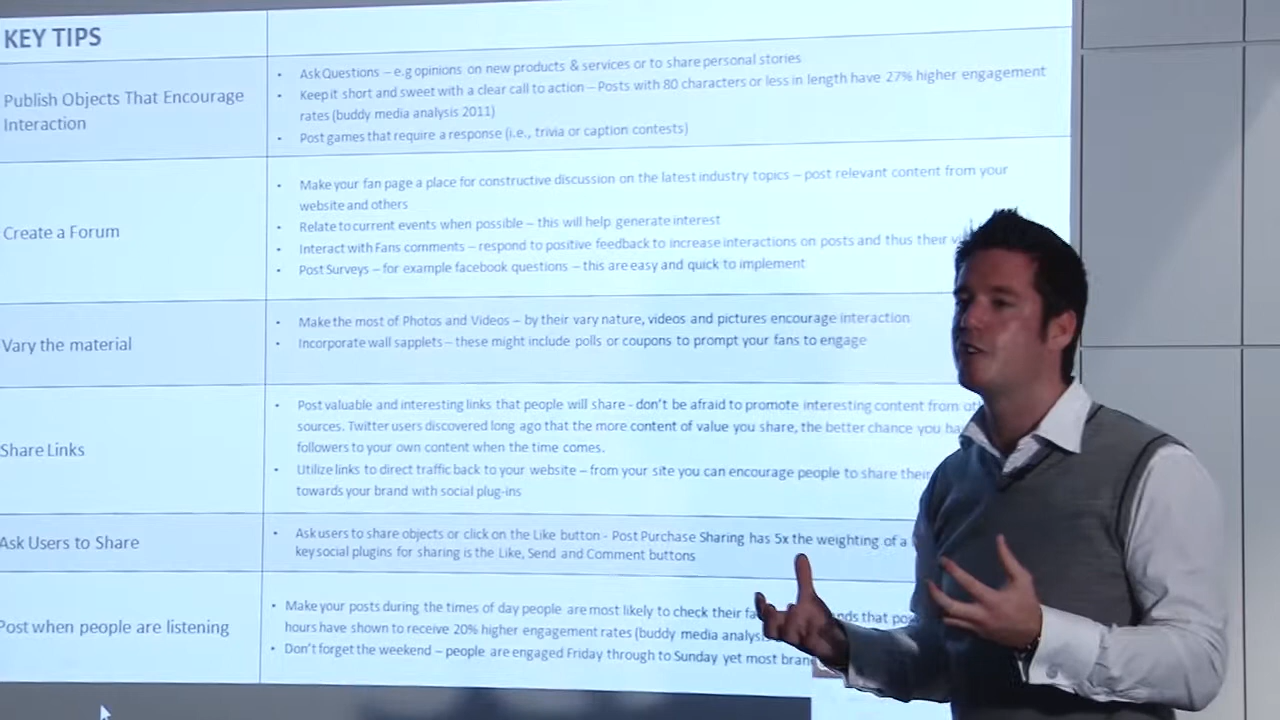 KEY TIPS
Publish Objects That Encourage
Interaction
• Ask Questions – e.g opinions on new products & services or to share personal stories
• Keep it short and sweet with a clear call to action – Posts with 80 characters or less in length have 27% higher engagement
rates (buddy media analysis 2011)
• Post games that require a response (i.e., trivia or caption contests)
Create a Forum
• Make your fan page a place for constructive discussion on the latest industry topics – post relevant content from your
website and others
• Relate to current events when possible – this will help generate interest
• Interact with Fans comments – respond to positive feedback to increase interactions on posts and thus their
• Post Surveys – for example facebook questions – this are easy and quick to implement
Vary the material
• Make the most of Photos and Videos – by their vary nature, videos and pictures encourage interaction
• Incorporate wall sapplets – these might include polls or coupons to prompt your fans to engage
Share Links
• Post valuable and interesting links that people will share - don't be afraid to promote interesting content from
sources. Twitter users discovered long ago that the more content of value you share, the better chance you
followers to your own content when the time comes.
• Utilize links to direct traffic back to your website – from your site you can encourage people to share their
towards your brand with social plug-ins
Ask Users to Share
• Ask users to share objects or click on the Like button - Post Purchase Sharing has 5x the weighting of a
key social plugins for sharing is the Like, Send and Comment buttons
Post when people are listening
• Make your posts during the times of day people are most likely to check their that
hours have shown to receive 20% higher engagement rates (buddy media
• Don't forget the weekend – people are engaged Friday through to Sunday yet most